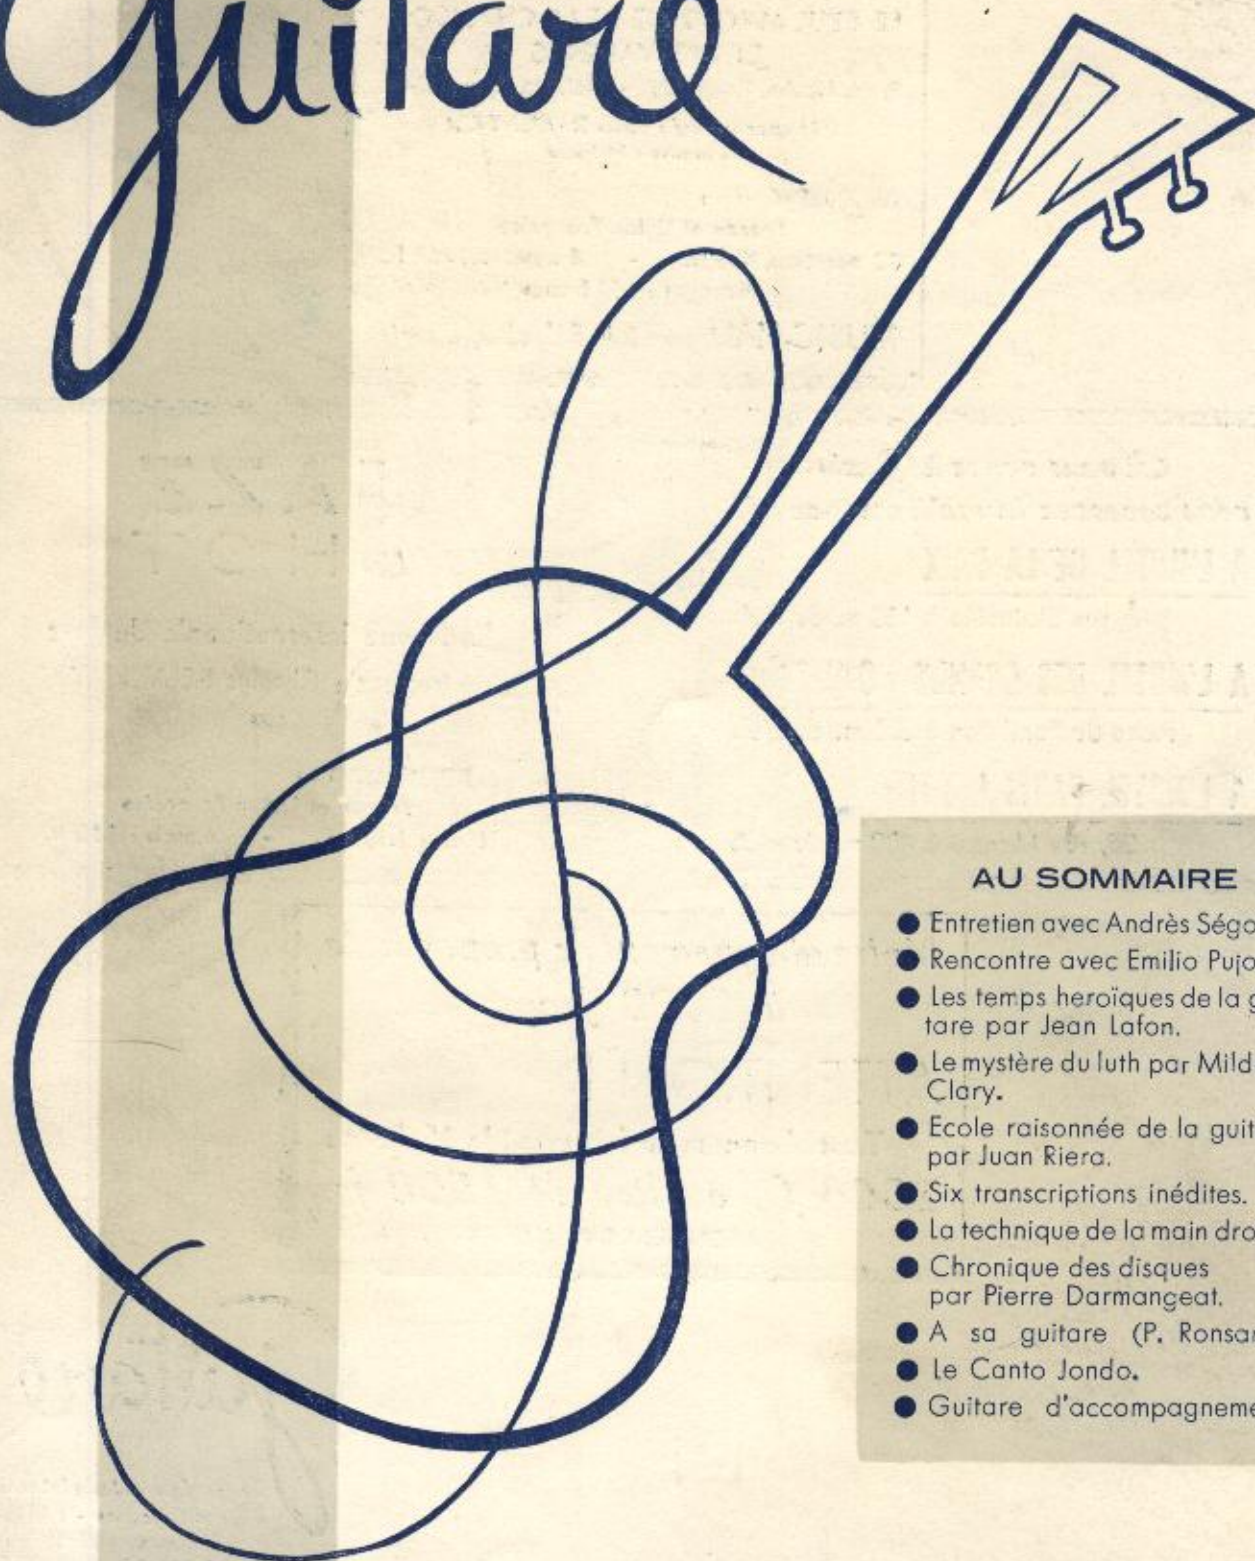 Guitare
AU SOMMAIRE
● Entretien avec Andrès Ségo
● Rencontre avec Emilio Pujo
● Les temps heroïques de la g
tare par Jean Lafon.
● Le mystère du luth par Mild
Clary.
● Ecole raisonnée de la guit
par Juan Riera.
● Six transcriptions inédites.
● La technique de la main dro
● Chronique des disques
par Pierre Darmangeat.
● A sa guitare (P. Ronsar
● Le Canto Jondo.
● Guitare d'accompagneme